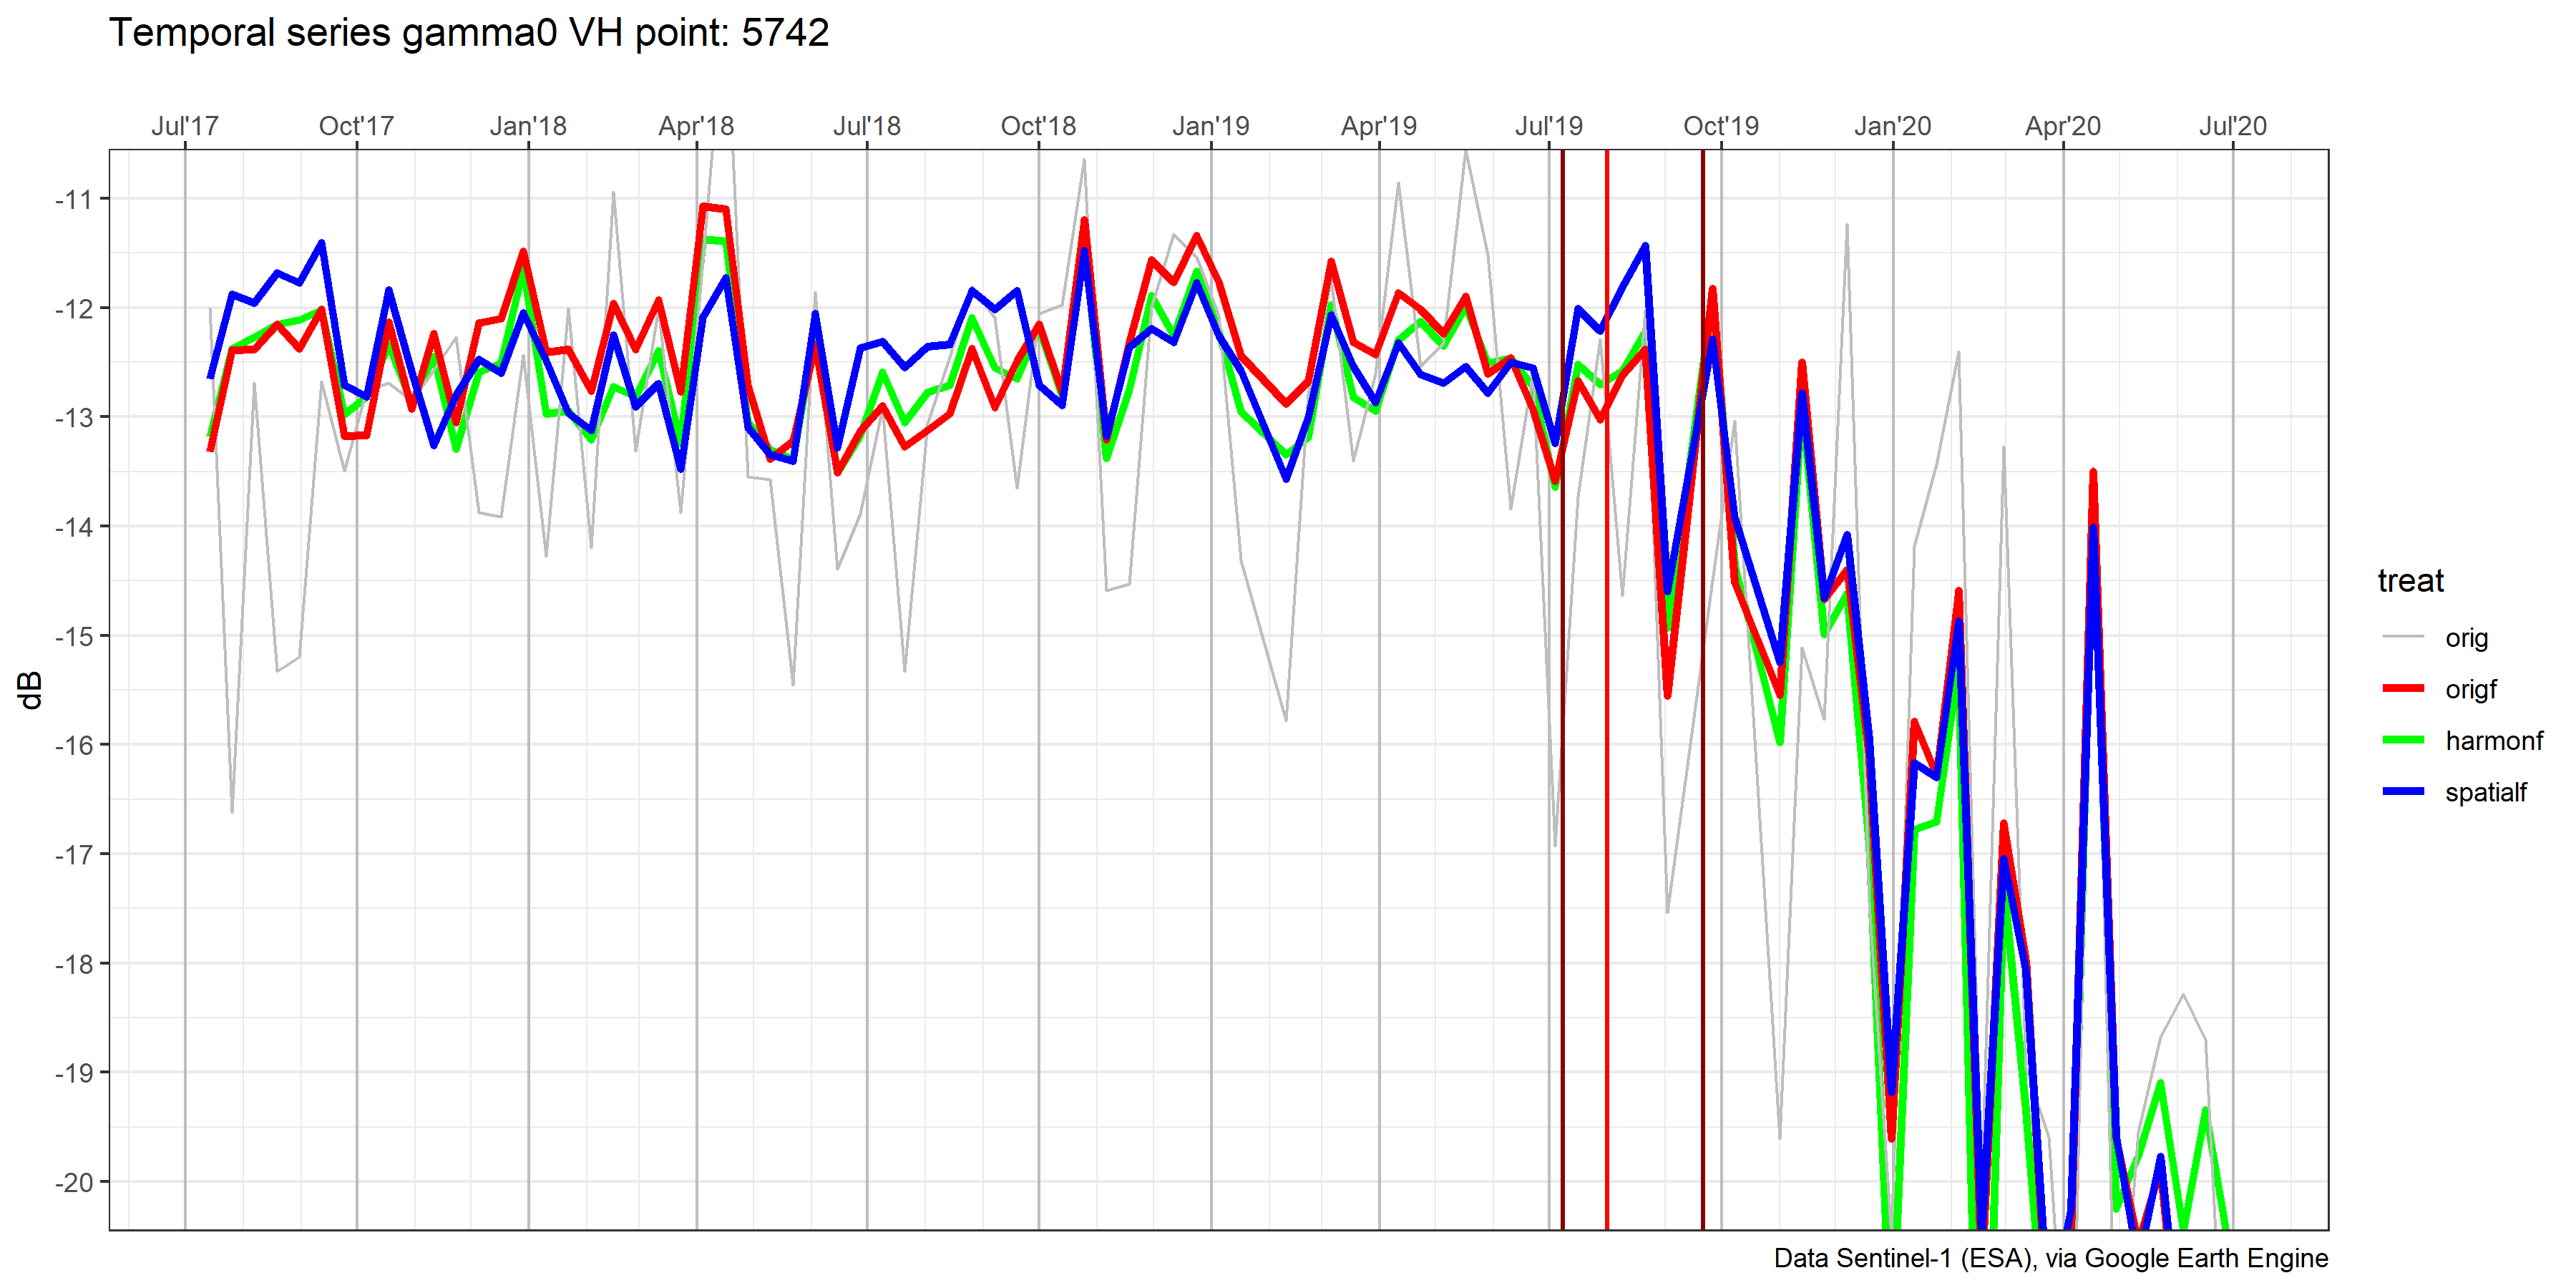 Temporal series gamma0 VH point: 5742
Jul'17 Oct'17 Jan'18 Apr'18 Jul'18 Oct'18 Jan'19 Apr'19 Jul'19 Oct'19 Jan'20 Apr'20 Jul'20
-11
-12
-13
-14
-15
-16
-17
-18
-19
-20
dB
treat
orig
origf
harmonf
spatialf
Data Sentinel-1 (ESA), via Google Earth Engine